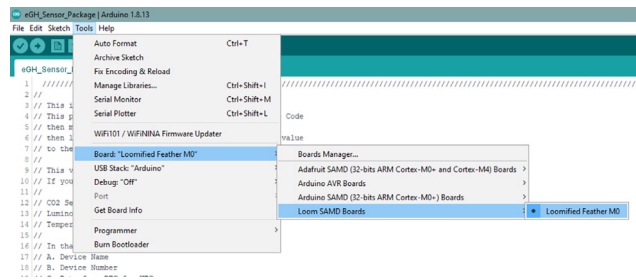 eGH_Sensor_Package | Arduino 1.8.13
File Edit Sketch Tools Help
Auto Format Ctrl+T
Archive Sketch
Fix Encoding & Reload
Manage Libraries... Ctrl+Shift+I
Serial Monitor Ctrl+Shift+M
Serial Plotter Ctrl+Shift+L
WiFi101 / WiFiNINA Firmware Updater
Board: "Loomified Feather M0"
USB Stack: "Arduino"
Debug: "Off"
Port
Get Board Info
Programmer
Burn Bootloader
Boards Manager...
Adafruit SAMD (32-bits ARM Cortex-M0+ and Cortex-M4) Boards
Arduino AVR Boards
Arduino SAMD (32-bits ARM Cortex-M0+) Boards
Loom SAMD Boards
Loomified Feather M0
eGH_Sensor_
1 ///////
2 //
3 // This i
4 // This p Code
5 // then m
6 // then l value
7 // to the
8 //
9 // This v
10 // If you
11 //
12 // CO2 Se
13 // Lumino
14 // Temper
15 //
16 // In tha
17 // A. Device Name
18 // B. Device Number